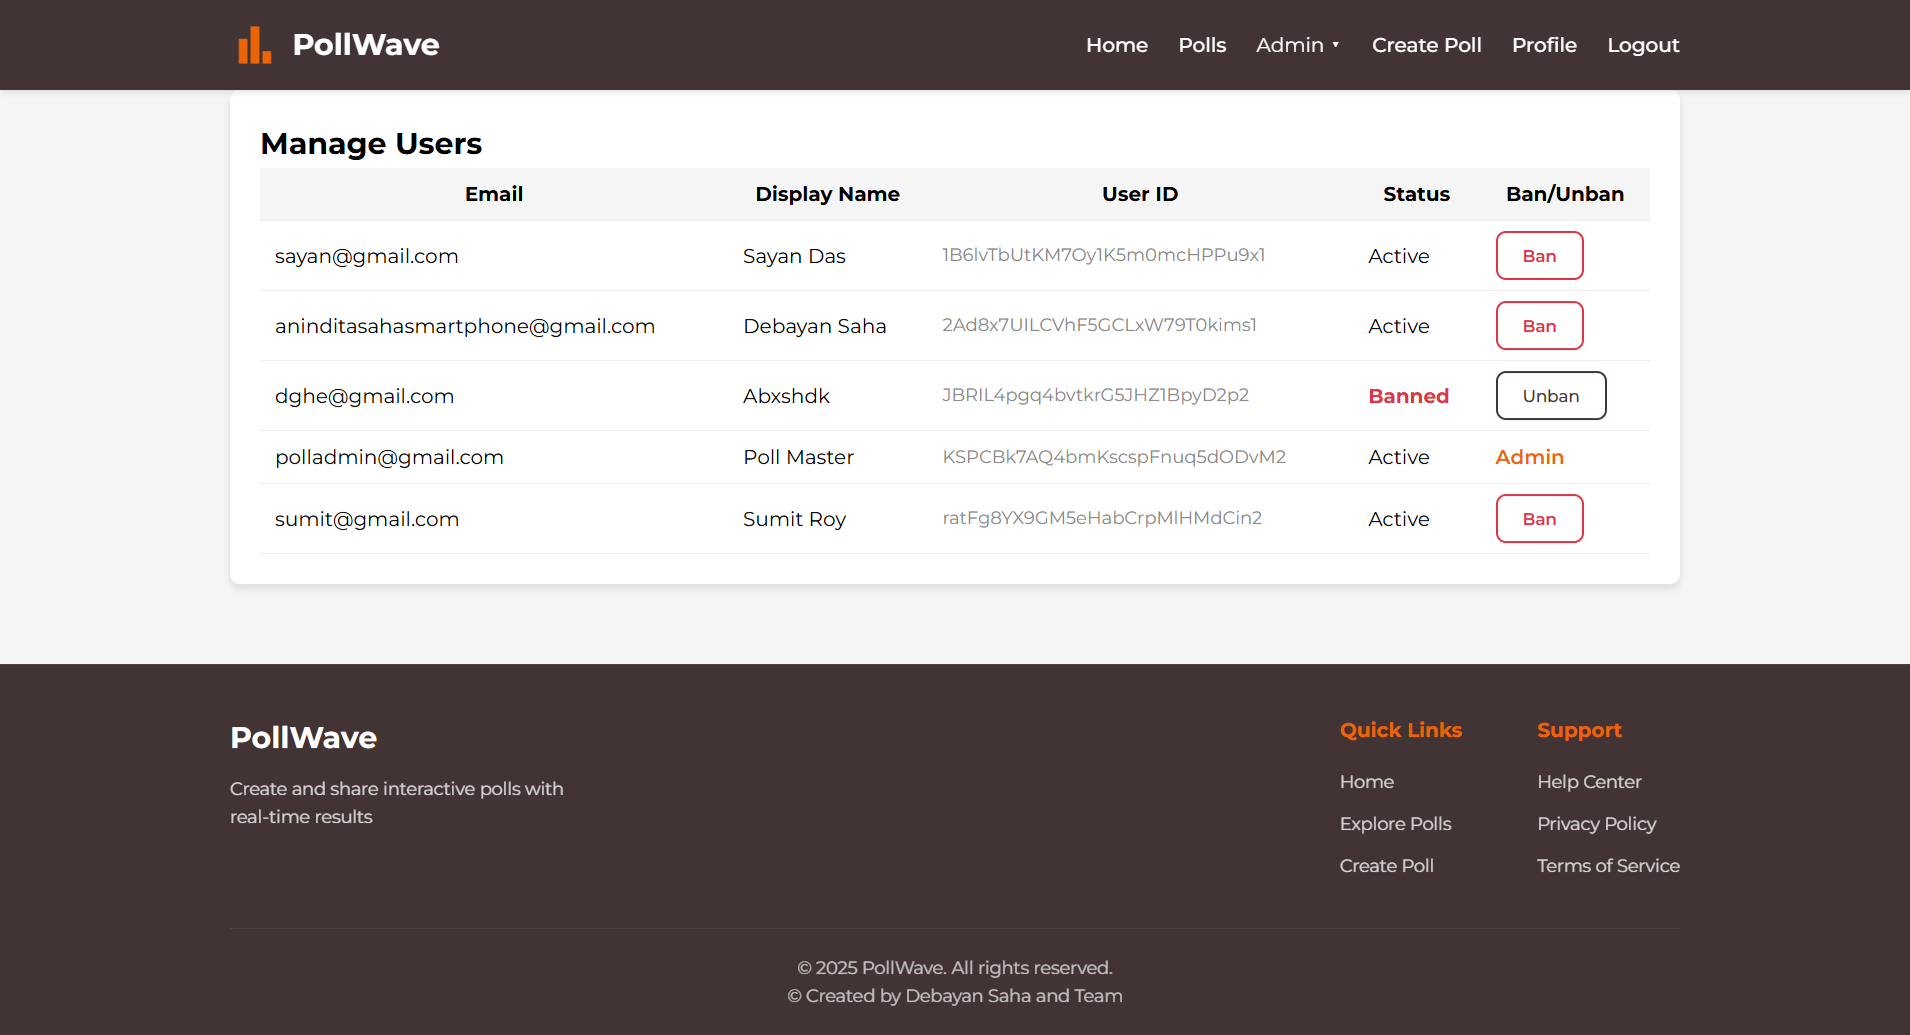 PollWave
Home Polls Admin ▼ Create Poll Profile Logout
Manage Users
Email Display Name User ID Status Ban/Unban
sayan@gmail.com Sayan Das 1B6lvTbUtKM7Oy1K5m0mcHPPu9x1 Active Ban
aninditasahasmartphone@gmail.com Debayan Saha 2Ad8x7UILCVhF5GCLxW79T0kims1 Active Ban
dghe@gmail.com Abxshdk JBRIL4pgq4bvtkrG5JHZ1BpyD2p2 Banned Unban
polladmin@gmail.com Poll Master KSPCBk7AQ4bmKscspFnuq5dODvM2 Active Admin
sumit@gmail.com Sumit Roy ratFg8YX9GM5eHabCrpMlHMdCin2 Active Ban
PollWave
Create and share interactive polls with
real-time results
Quick Links
Home
Explore Polls
Create Poll
Support
Help Center
Privacy Policy
Terms of Service
© 2025 PollWave. All rights reserved.
© Created by Debayan Saha and Team